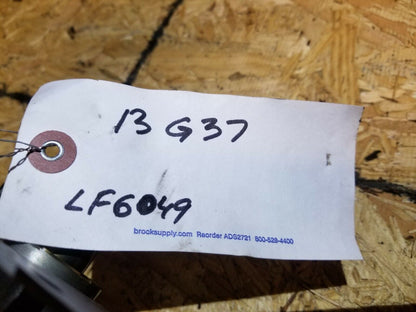 13 G37
LF6049
brocksupply.com Reorder ADS2721 800-528-4400